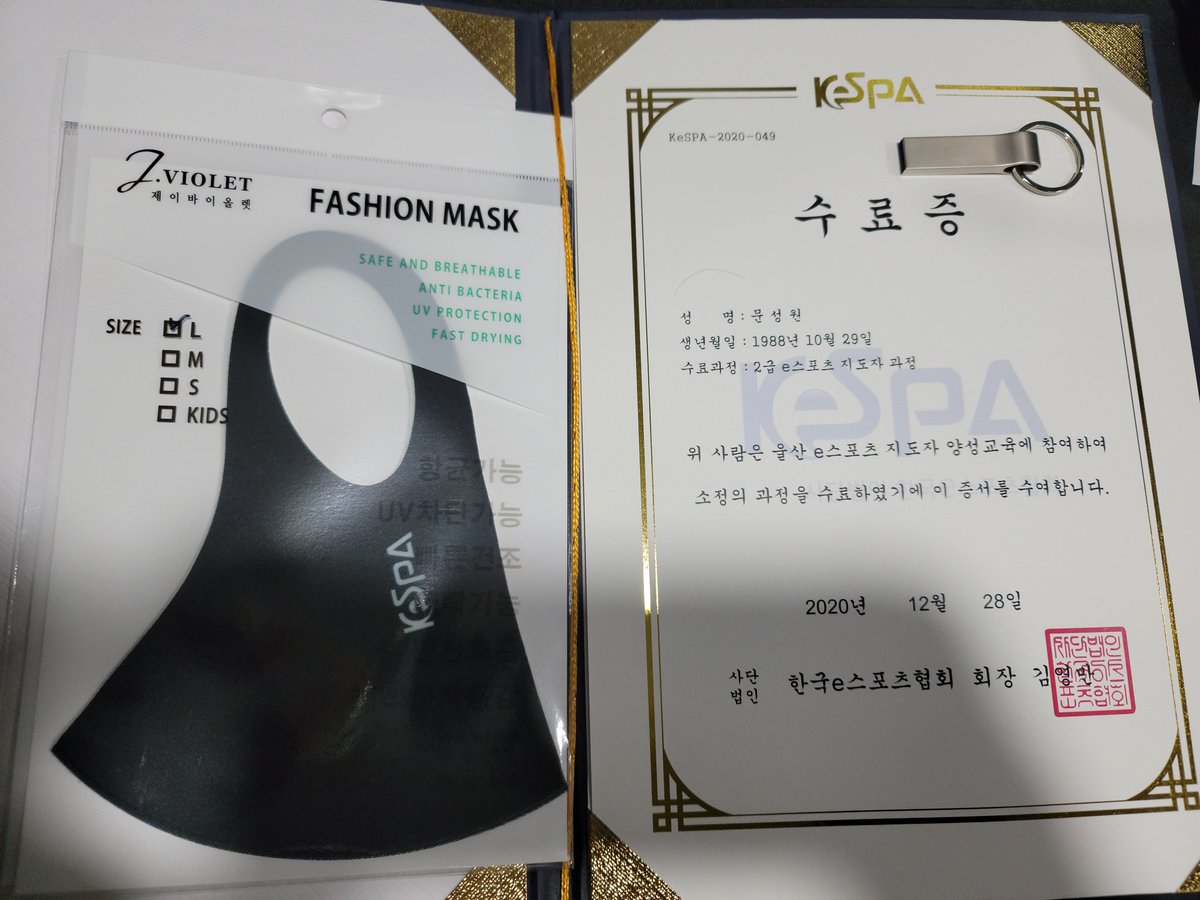 J.VIOLET
제이바이올렛
FASHION MASK
SAFE AND BREATHABLE
ANTI BACTERIA
UV PROTECTION
FAST DRYING
SIZE
L
M
S
KIDS
항균가능
UV차단가능
빠른건조
KeSPA
KeSPA
KeSPA-2020-049
수료증
성 명 : 문성원
생년월일 : 1988년 10월 29일
수료과정 : 2급 e스포츠 지도자 과정
KeSPA
위 사람은 울산 e스포츠 지도자 양성교육에 참여하여
소정의 과정을 수료하였기에 이 증서를 수여합니다.
2020년 12월 28일
사단법인 한국e스포츠협회 회장 김영만